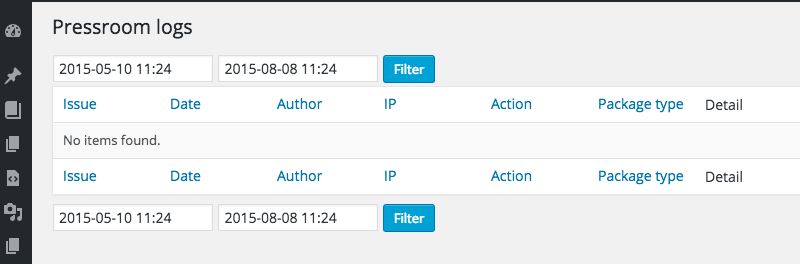 Pressroom logs
2015-05-10 11:24 2015-08-08 11:24 Filter
Issue Date Author IP Action Package type Detail
No items found.
Issue Date Author IP Action Package type Detail
2015-05-10 11:24 2015-08-08 11:24 Filter